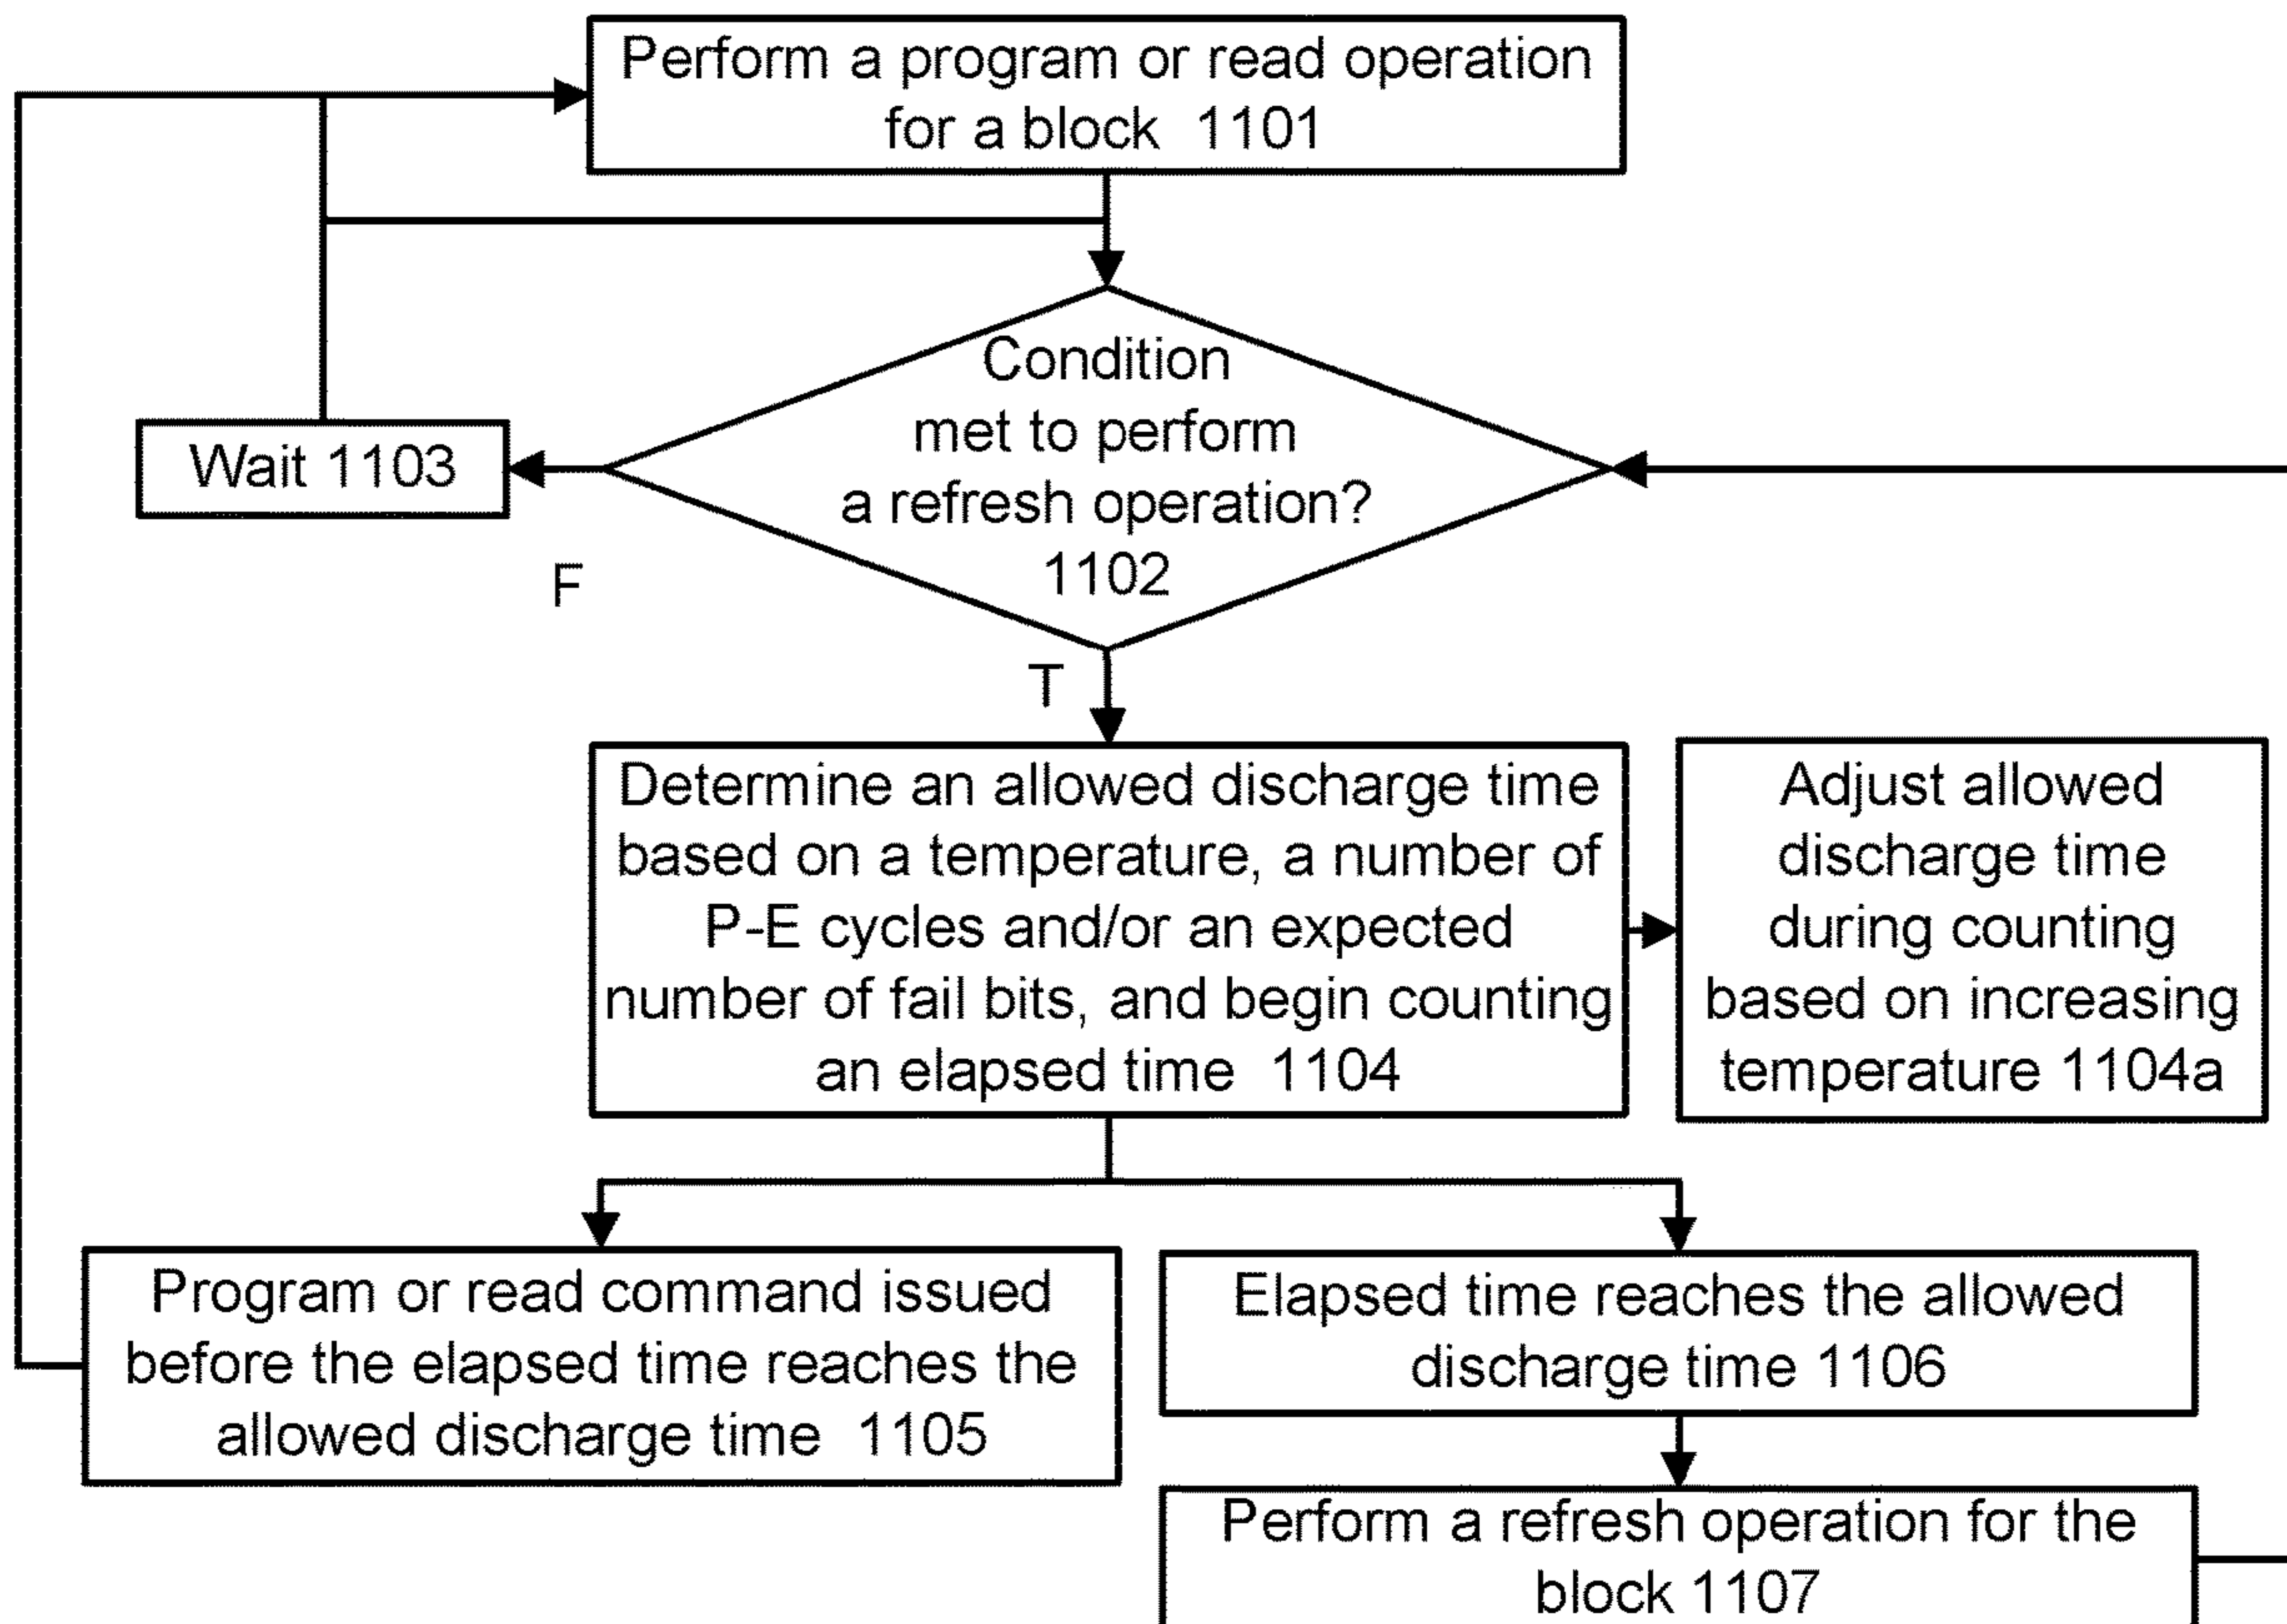 Perform a program or read operation
for a block 1101
Condition
met to perform
a refresh operation?
1102
Wait 1103
F
T
Determine an allowed discharge time
based on a temperature, a number of
P-E cycles and/or an expected
number of fail bits, and begin counting
an elapsed time 1104
Adjust allowed
discharge time
during counting
based on increasing
temperature 1104a
Program or read command issued
before the elapsed time reaches the
allowed discharge time 1105
Elapsed time reaches the allowed
discharge time 1106
Perform a refresh operation for the
block 1107